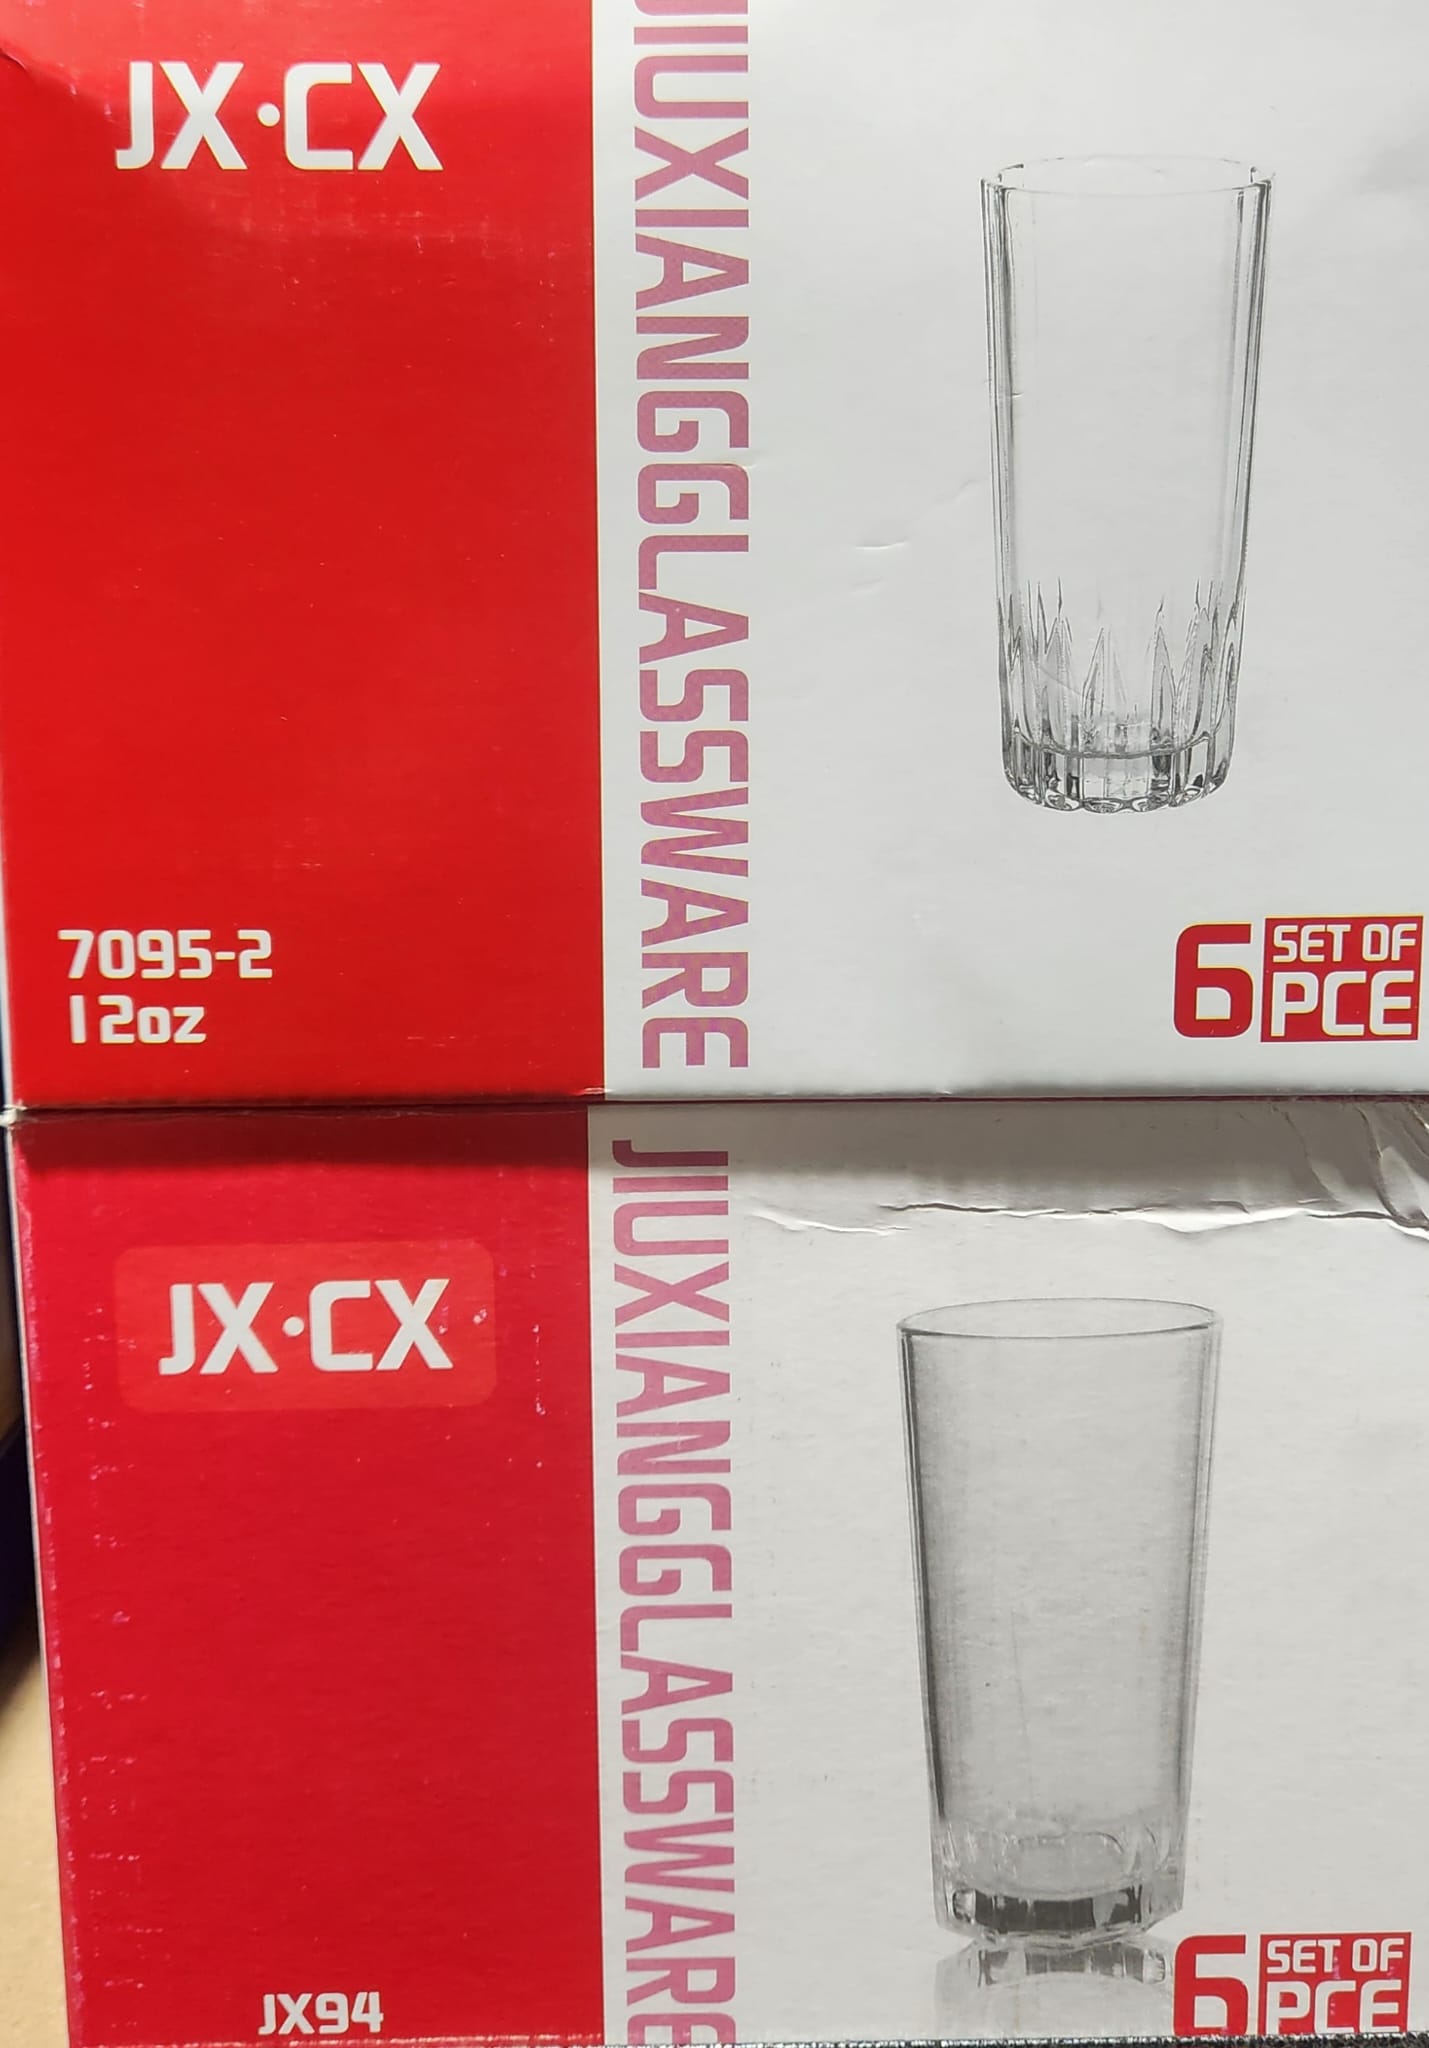 JX·CX
JIUXIANGGLASSWARE
7095-2
12oz
6 SET OF
PCE
JX·CX
JIUXIANGGLASSWARE
JX94
6 SET OF
PCE